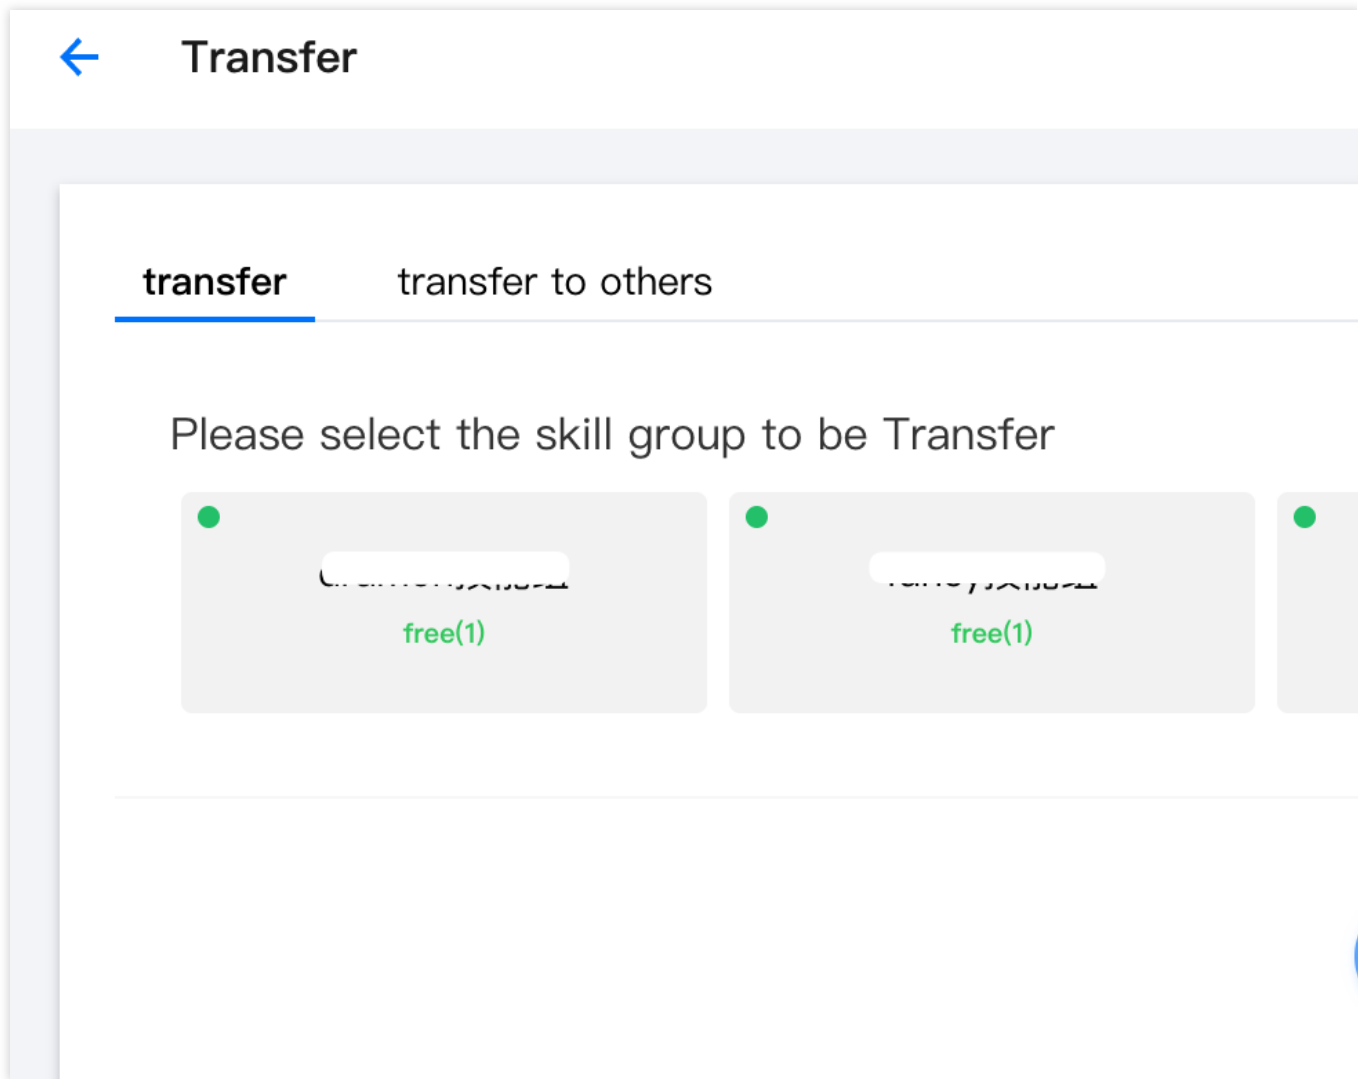 Transfer
transfer
transfer to others
Please select the skill group to be Transfer
free(1)
free(1)